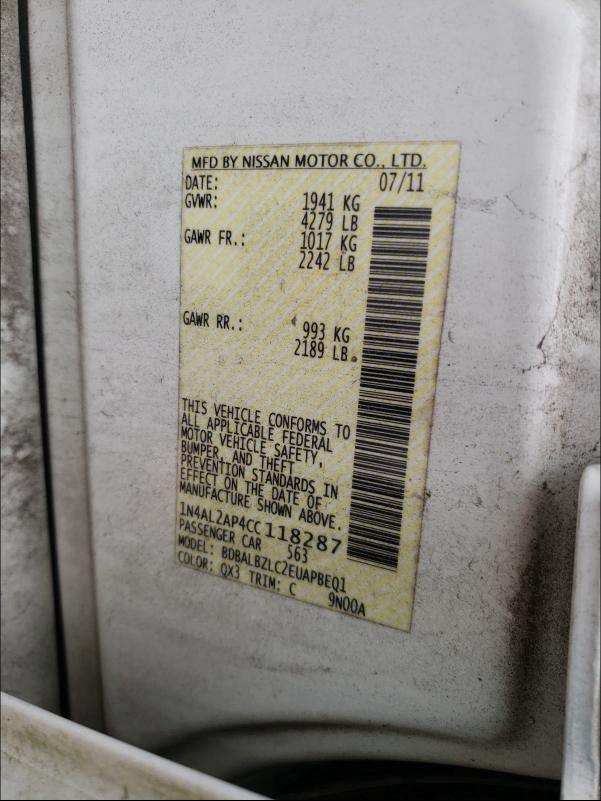 MFD BY NISSAN MOTOR CO., LTD.
DATE: 07/11
GVWR: 1941 KG
4279 LB
GAWR FR.: 1017 KG
2242 LB
GAWR RR.: 993 KG
2189 LB
THIS VEHICLE CONFORMS TO
ALL APPLICABLE FEDERAL
MOTOR VEHICLE SAFETY,
BUMPER, AND THEFT
PREVENTION STANDARDS IN
EFFECT ON THE DATE OF
MANUFACTURE SHOWN ABOVE.
1N4AL2AP4CC118287
PASSENGER CAR 563
MODEL: BDBALBZLC2EUAPBEQ1
COLOR: QX3 TRIM: C 9N00A